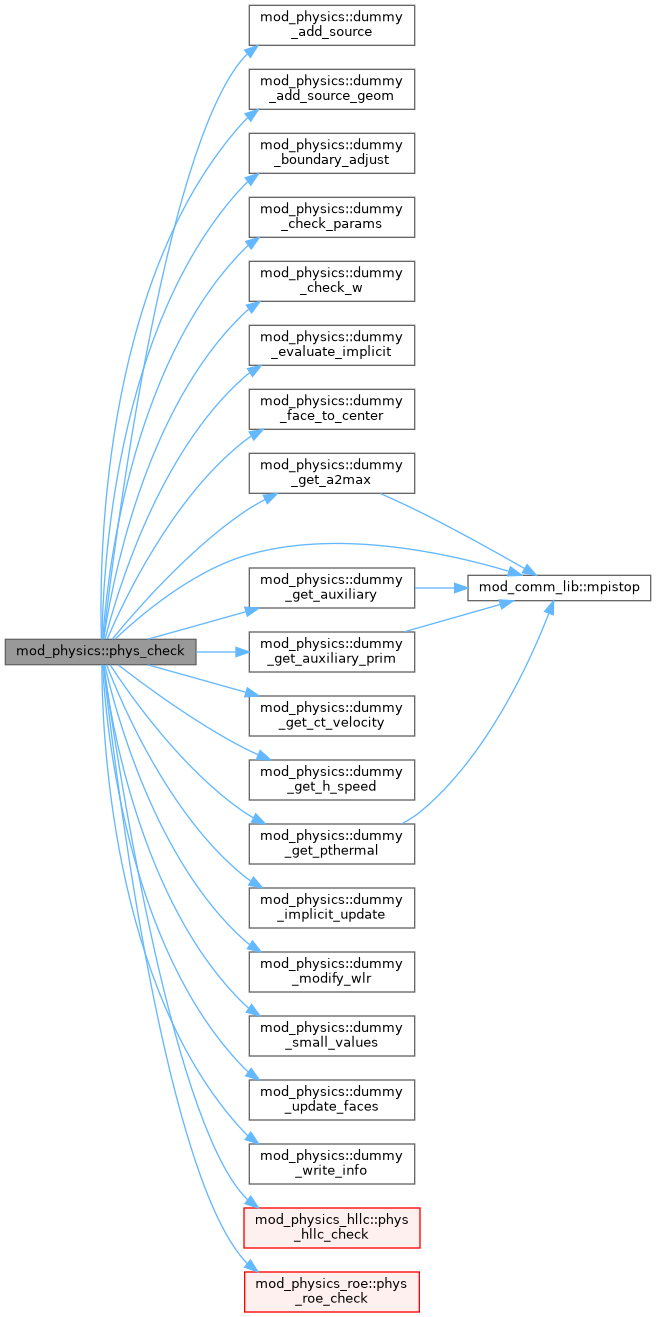 mod_physics::dummy
_add_source
mod_physics::dummy
_add_source_geom
mod_physics::dummy
_boundary_adjust
mod_physics::dummy
_check_params
mod_physics::dummy
_check_w
mod_physics::dummy
_evaluate_implicit
mod_physics::dummy
_face_to_center
mod_physics::dummy
_get_a2max
mod_physics::dummy
_get_auxiliary
mod_comm_lib::mpistop
mod_physics::phys_check
mod_physics::dummy
_get_auxiliary_prim
mod_physics::dummy
_get_ct_velocity
mod_physics::dummy
_get_h_speed
mod_physics::dummy
_get_pthermal
mod_physics::dummy
_implicit_update
mod_physics::dummy
_modify_wlr
mod_physics::dummy
_small_values
mod_physics::dummy
_update_faces
mod_physics::dummy
_write_info
mod_physics_hllc::phys
_hllc_check
mod_physics_roe::phys
_roe_check